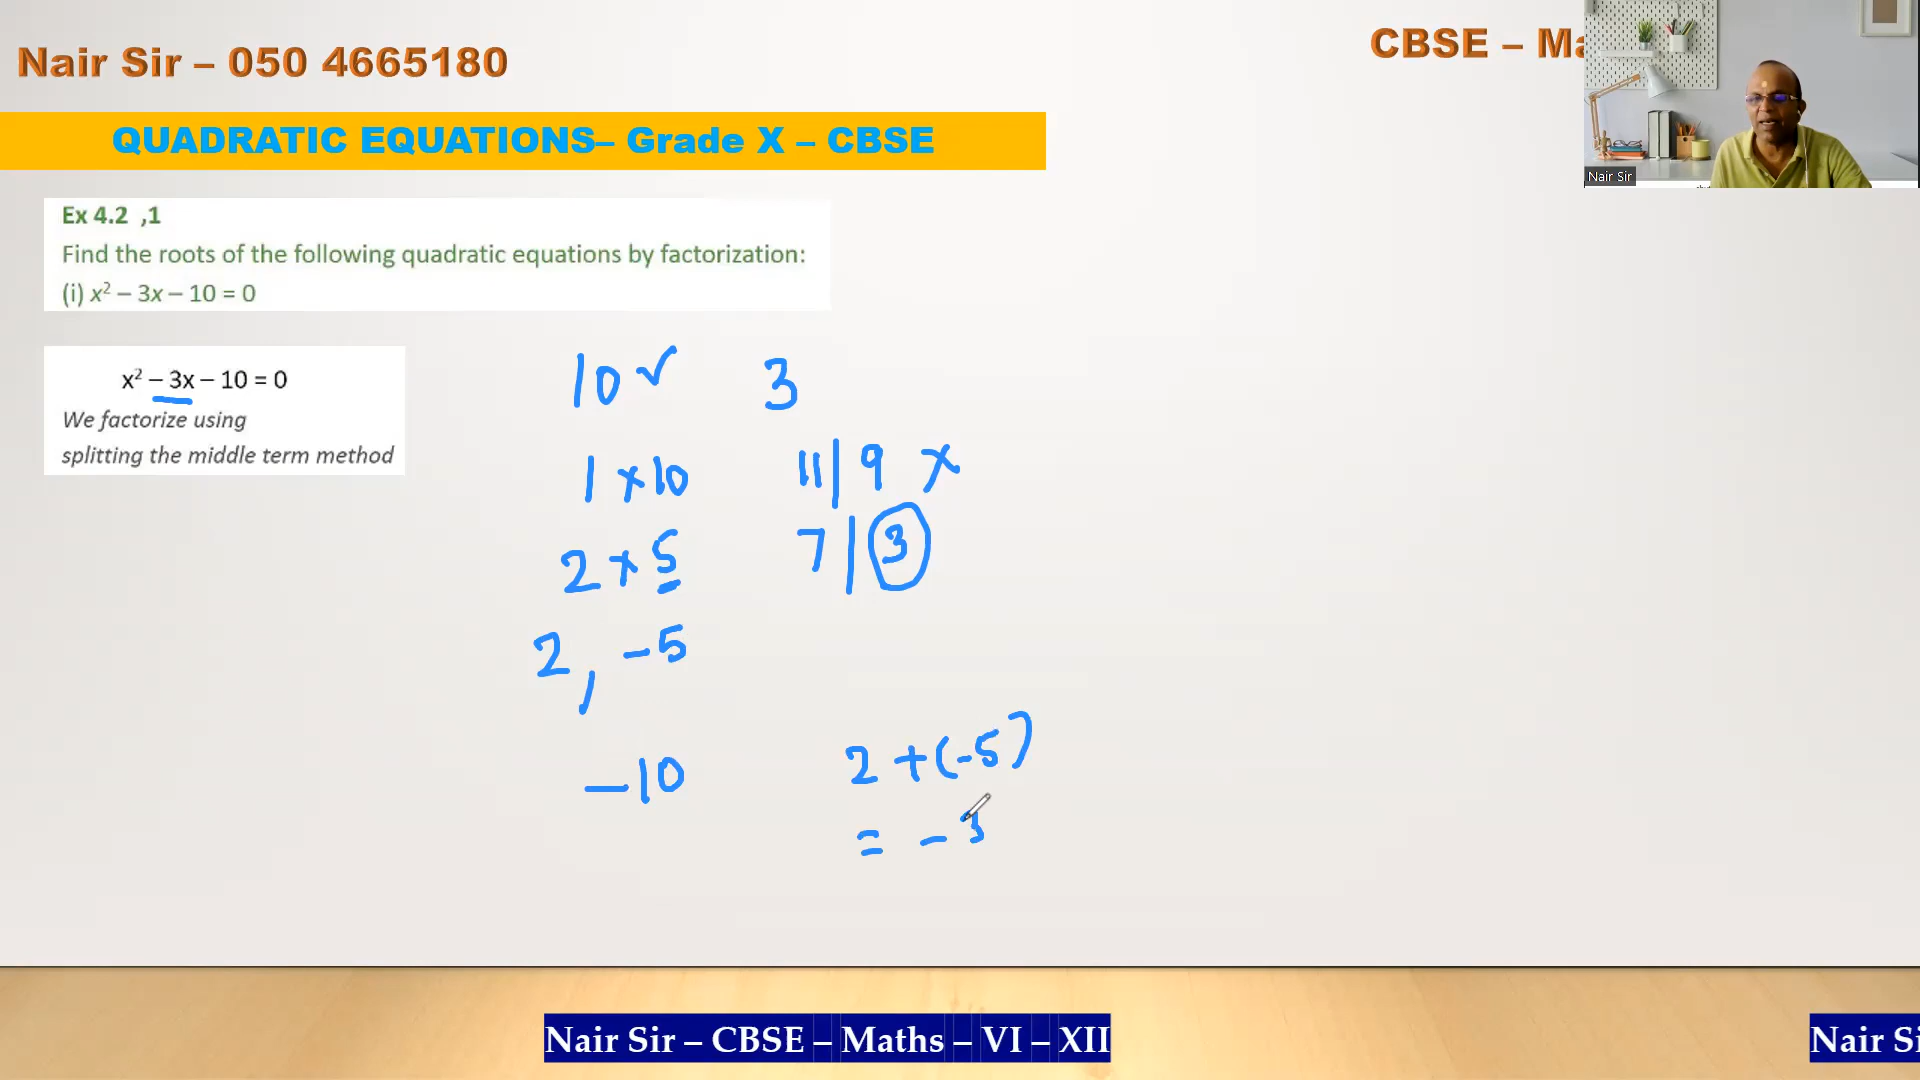 Nair Sir – 050 4665180
CBSE – Ma
Nair Sir
QUADRATIC EQUATIONS– Grade X – CBSE
Ex 4.2 ,1
Find the roots of the following quadratic equations by factorization:
(i) x² – 3x – 10 = 0
x² – 3x – 10 = 0
We factorize using
splitting the middle term method
10 ✓ 3
1 × 10 11 | 9 ×
2 × 5 7 | 3
2 , -5
-10 2 + (-5)
= -3
Nair Sir – CBSE – Maths – VI – XII
Nair Si